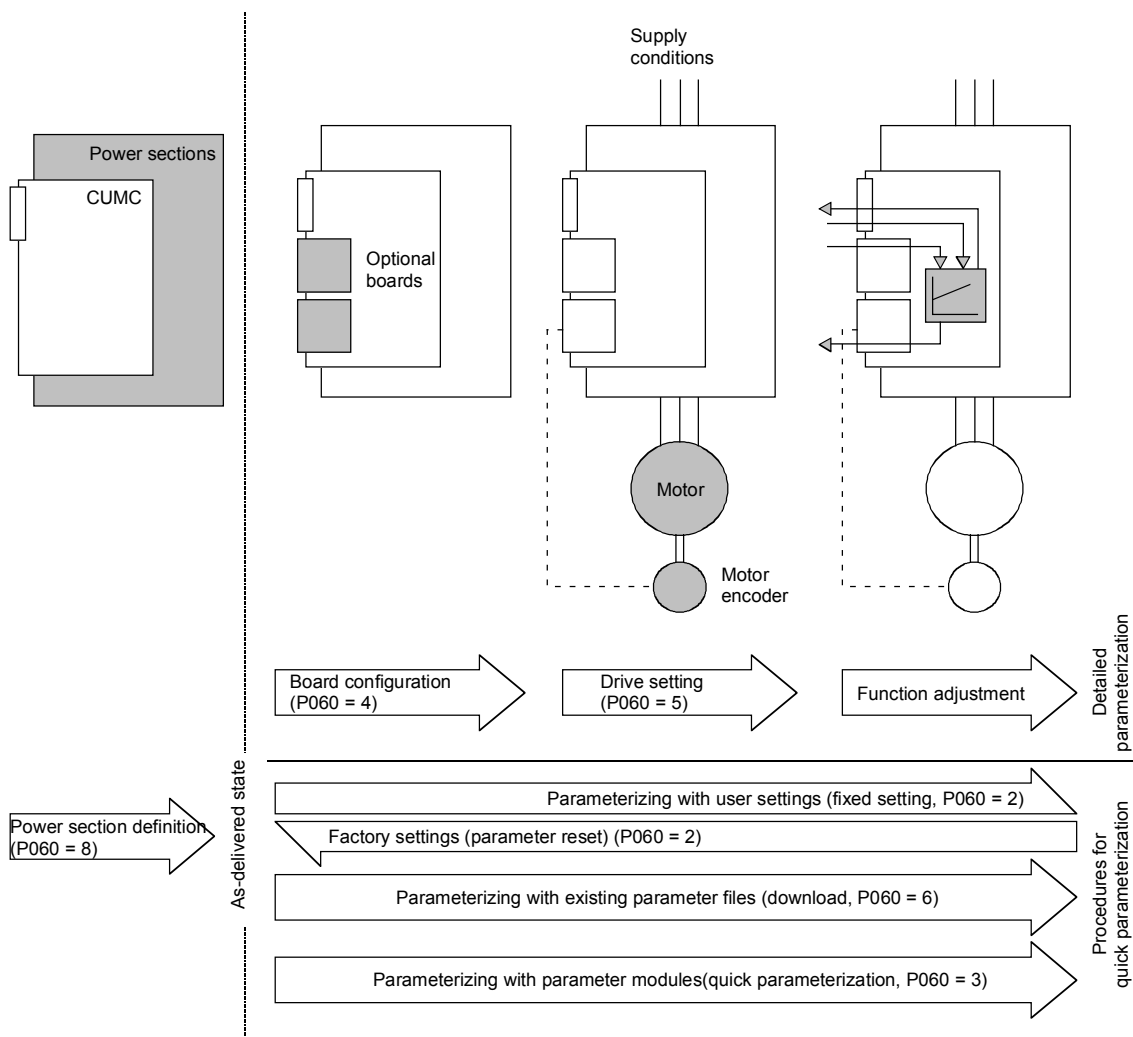 Supply
conditions
Power sections
CUMC
Optional
boards
Motor
Motor
encoder
Board configuration
(P060 = 4)
Drive setting
(P060 = 5)
Function adjustment
Detailed
parameterization
As-delivered state
Power section definition
(P060 = 8)
Parameterizing with user settings (fixed setting, P060 = 2)
Factory settings (parameter reset) (P060 = 2)
Parameterizing with existing parameter files (download, P060 = 6)
Parameterizing with parameter modules(quick parameterization, P060 = 3)
Procedures for
quick parameterization